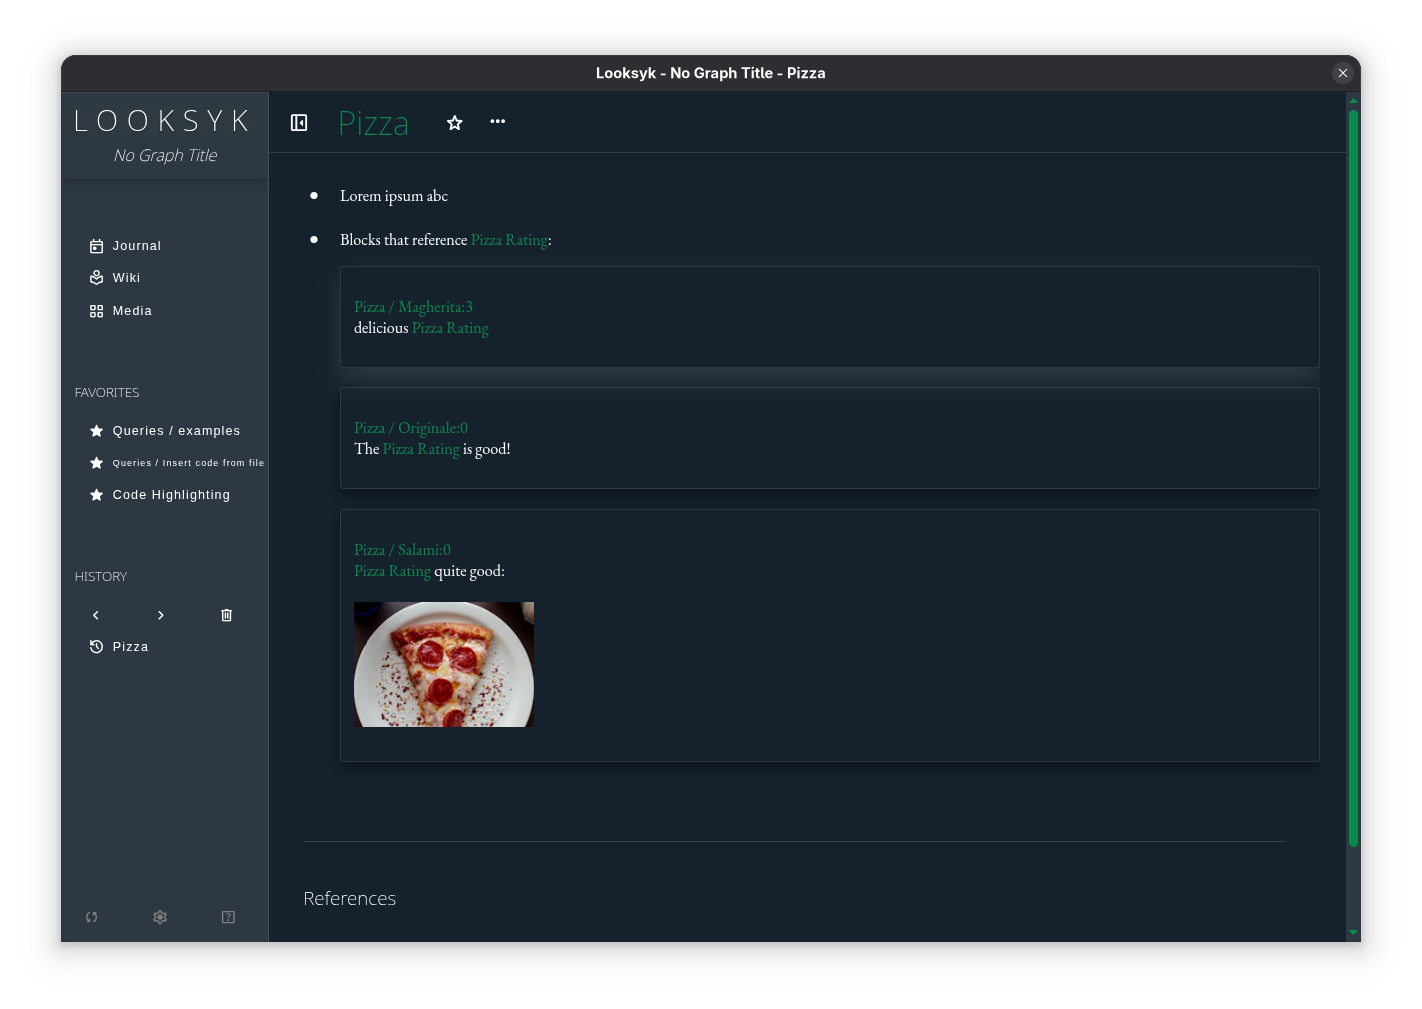 Looksyk - No Graph Title - Pizza
LOOKSYK
No Graph Title
Journal
Wiki
Media
FAVORITES
Queries / examples
Queries / Insert code from file
Code Highlighting
HISTORY
Pizza
Pizza
Lorem ipsum abc
Blocks that reference Pizza Rating:
Pizza / Magherita:3
delicious Pizza Rating
Pizza / Originale:0
The Pizza Rating is good!
Pizza / Salami:0
Pizza Rating quite good:
References